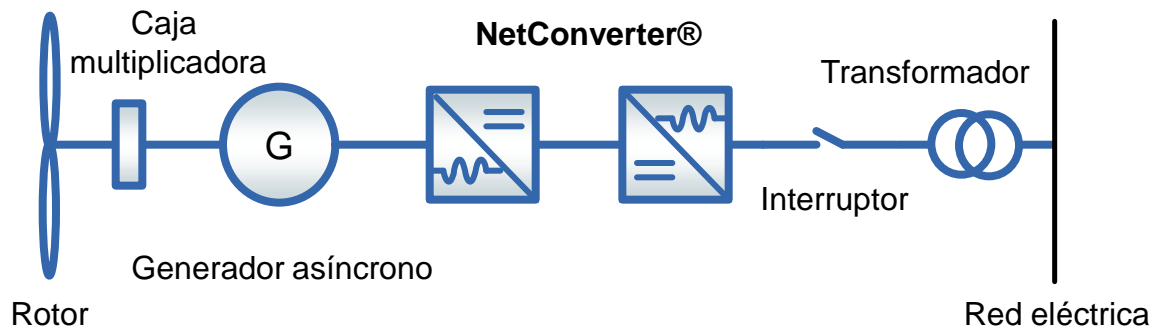 Caja
multiplicadora
NetConverter®
Transformador
G
Interruptor
Generador asíncrono
Rotor
Red eléctrica